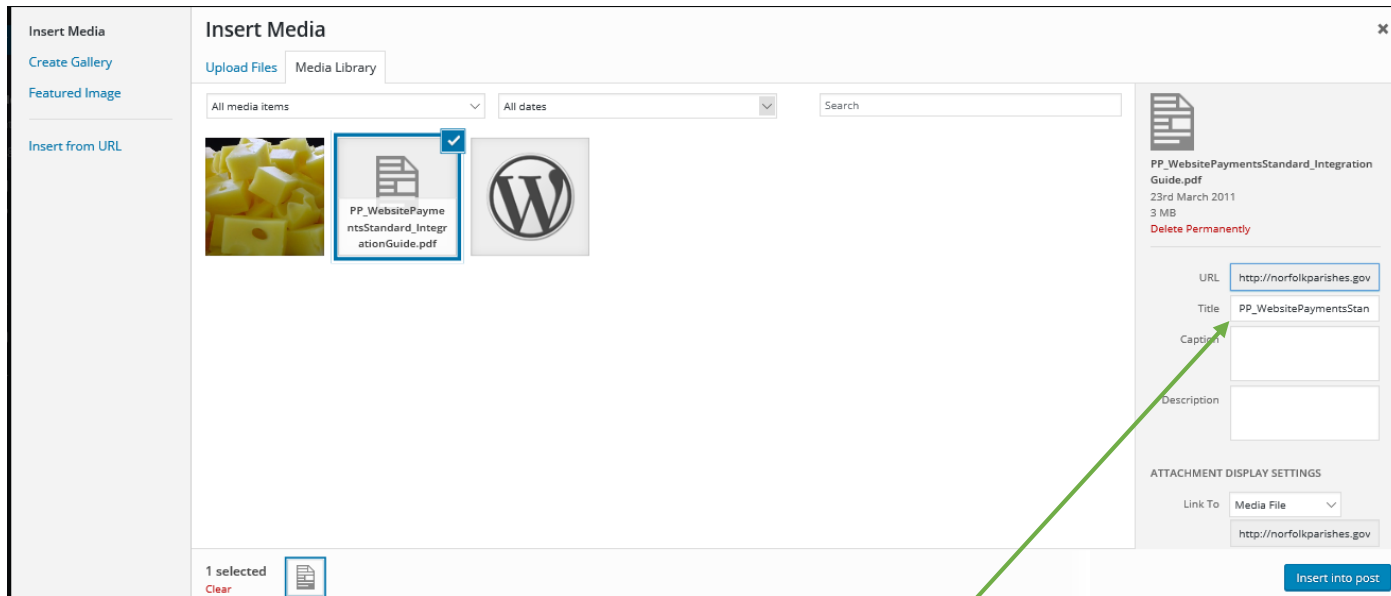 Insert Media
Create Gallery
Featured Image
Insert from URL
Insert Media
Upload Files
Media Library
All media items
All dates
Search
PP_WebsitePayme
ntsStandard_Integr
ationGuide.pdf
PP_WebsitePaymentsStandard_Integration
Guide.pdf
23rd March 2011
3 MB
Delete Permanently
URL http://norfolkparishes.gov
Title PP_WebsitePaymentsStan
Caption
Description
ATTACHMENT DISPLAY SETTINGS
Link To Media File
http://norfolkparishes.gov
1 selected
Clear
Insert into post